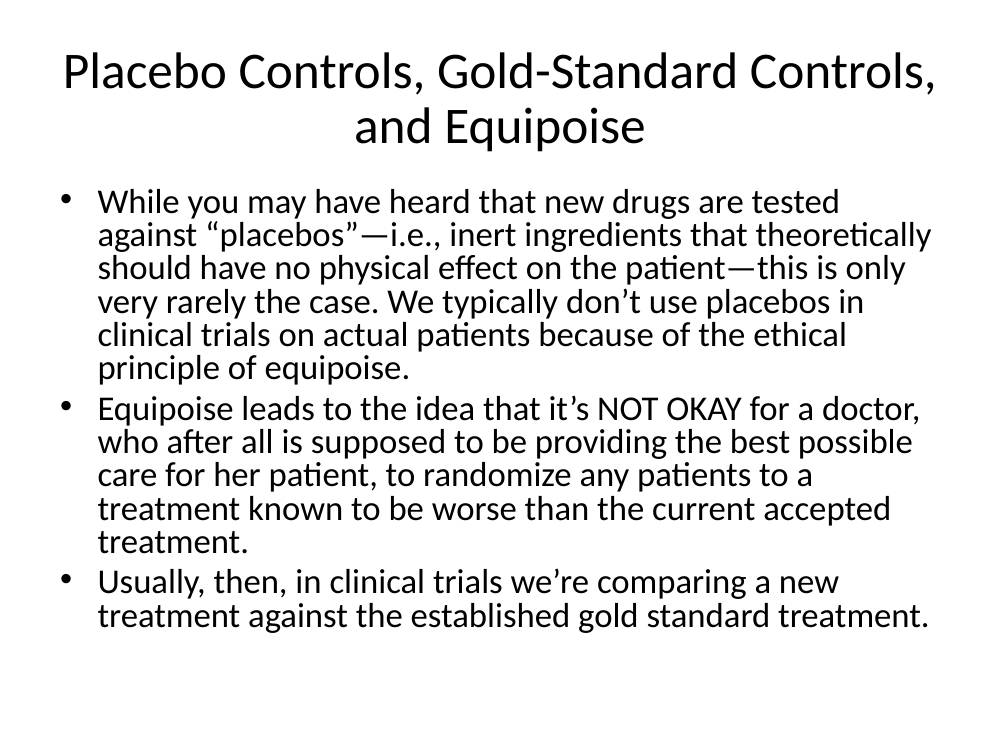 Placebo Controls, Gold-Standard Controls,
and Equipoise
• While you may have heard that new drugs are tested
against “placebos”—i.e., inert ingredients that theoretically
should have no physical effect on the patient—this is only
very rarely the case. We typically don’t use placebos in
clinical trials on actual patients because of the ethical
principle of equipoise.
• Equipoise leads to the idea that it’s NOT OKAY for a doctor,
who after all is supposed to be providing the best possible
care for her patient, to randomize any patients to a
treatment known to be worse than the current accepted
treatment.
• Usually, then, in clinical trials we’re comparing a new
treatment against the established gold standard treatment.